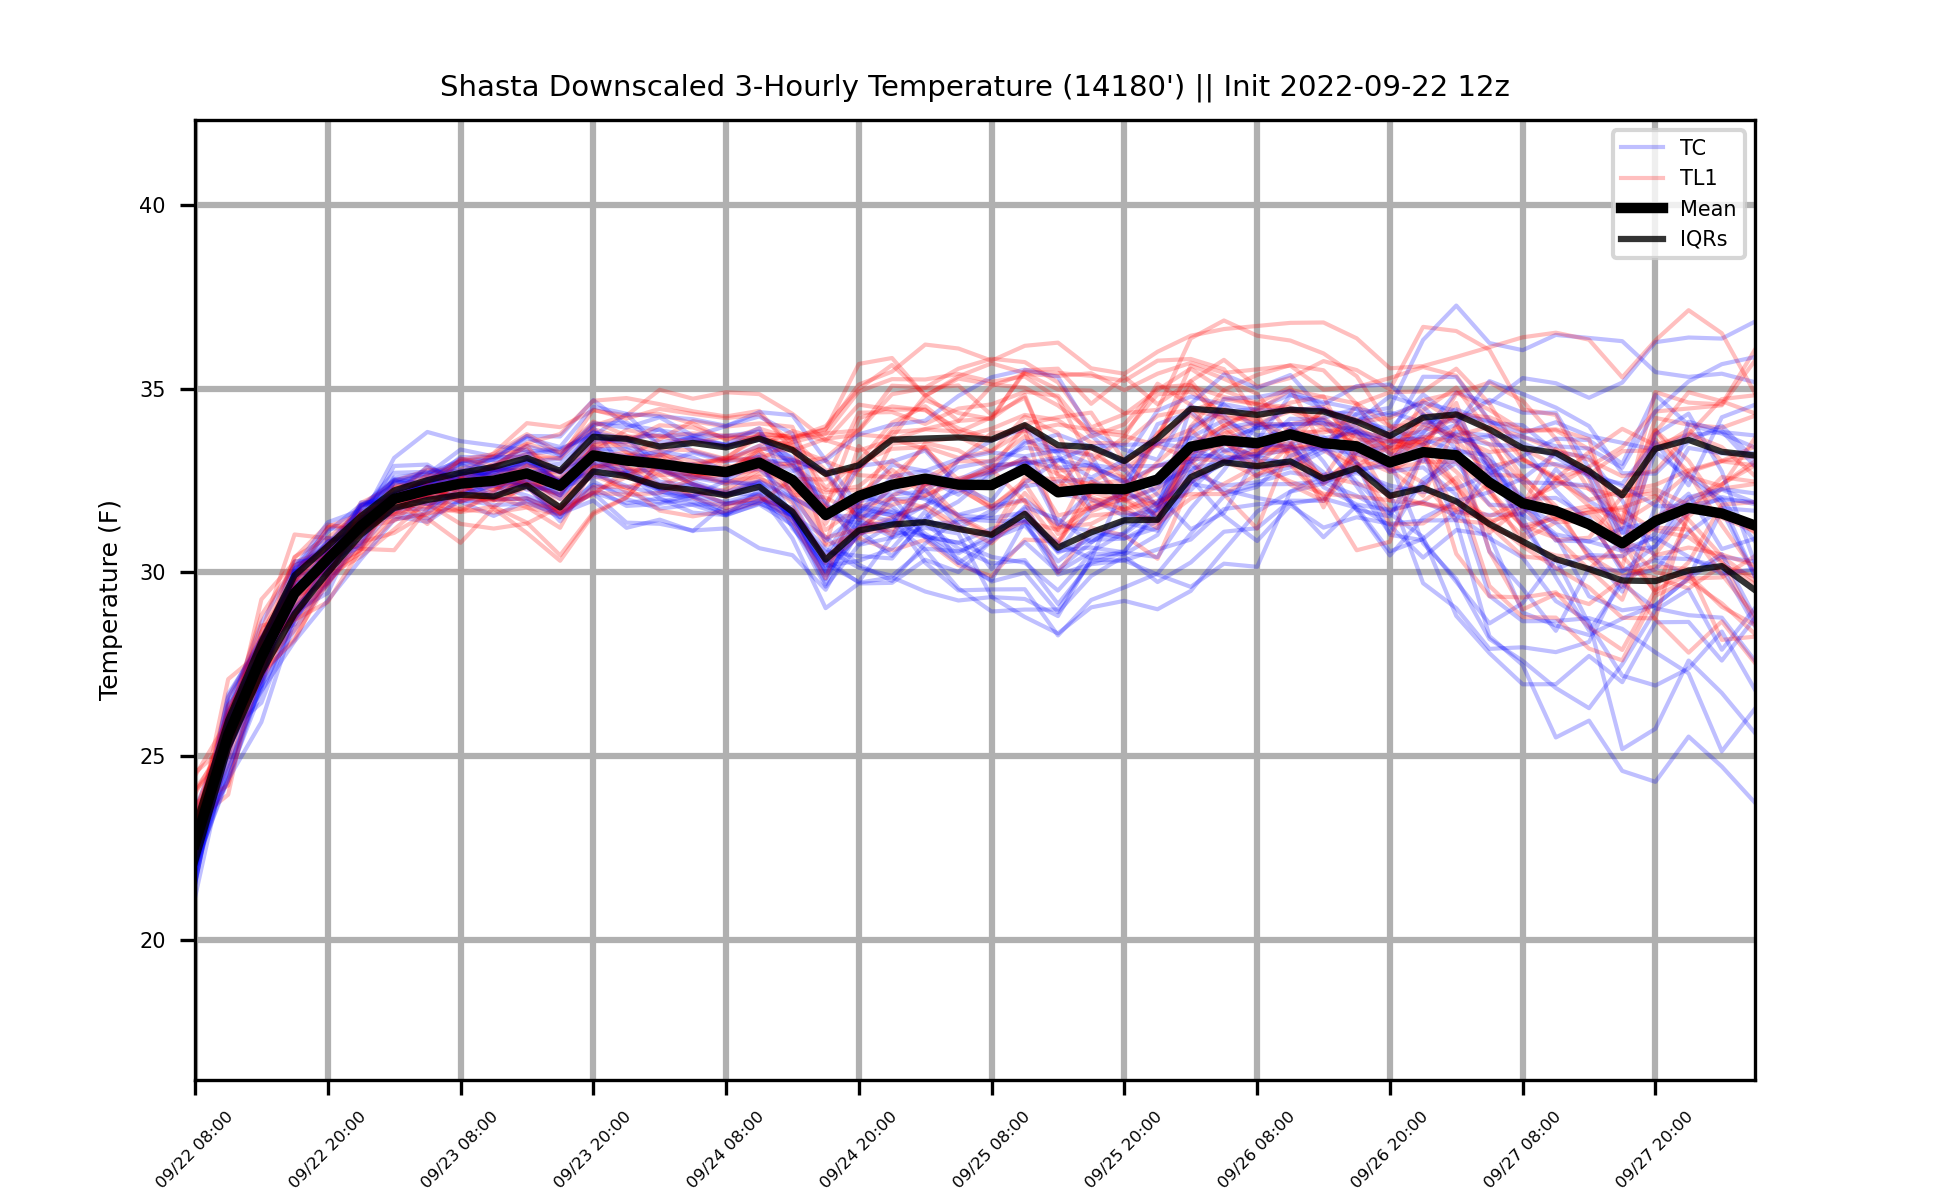 Shasta Downscaled 3-Hourly Temperature (14180') || Init 2022-09-22 12z
TC
TL1
Mean
IQRs
Temperature (F)
40
35
30
25
20
09/22 08:00
09/22 20:00
09/23 08:00
09/23 20:00
09/24 08:00
09/24 20:00
09/25 08:00
09/25 20:00
09/26 08:00
09/26 20:00
09/27 08:00
09/27 20:00